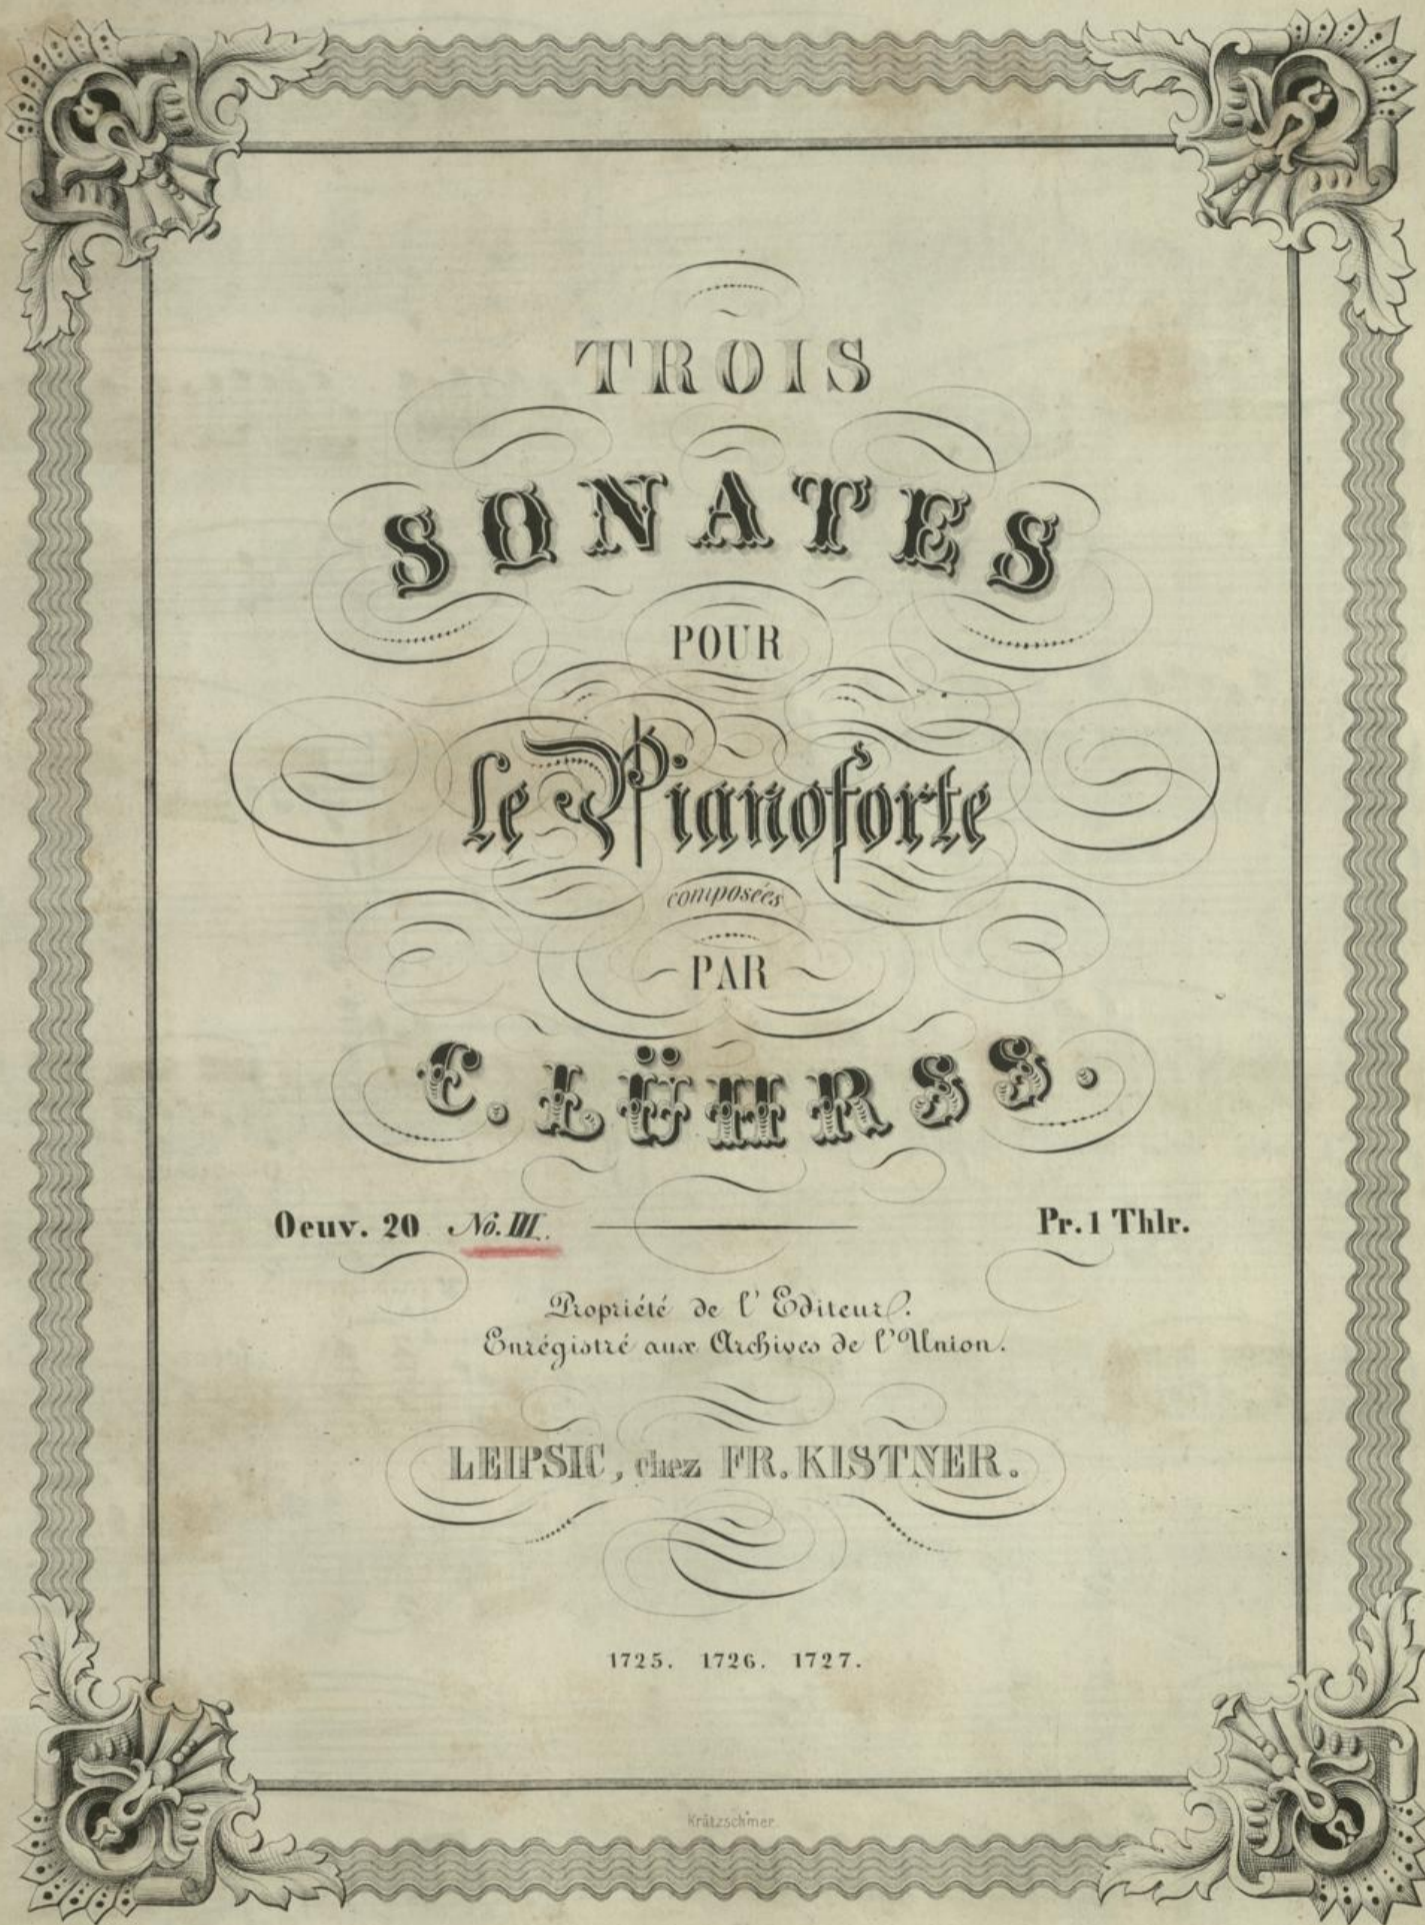 TROIS
SONATES
POUR
le Pianoforte
composées
PAR
C. LÜHRSS.
Oeuv. 20 No. III. Pr. 1 Thlr.
Propriété de l'Editeur.
Enrégistré aux Archives de l'Union.
LEIPSIC, chez FR. KISTNER.
1725. 1726. 1727.
Krätzschmer